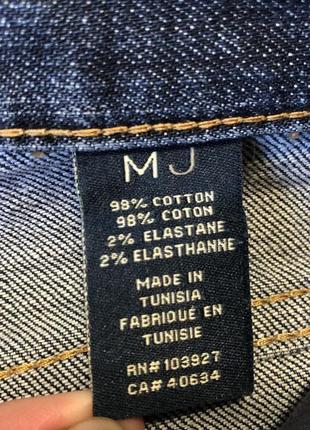 MJ
98% COTTON
98% COTON
2% ELASTANE
2% ELASTHANNE
MADE IN
TUNISIA
FABRIQUÉ EN
TUNISIE
RN# 103927
CA# 40634